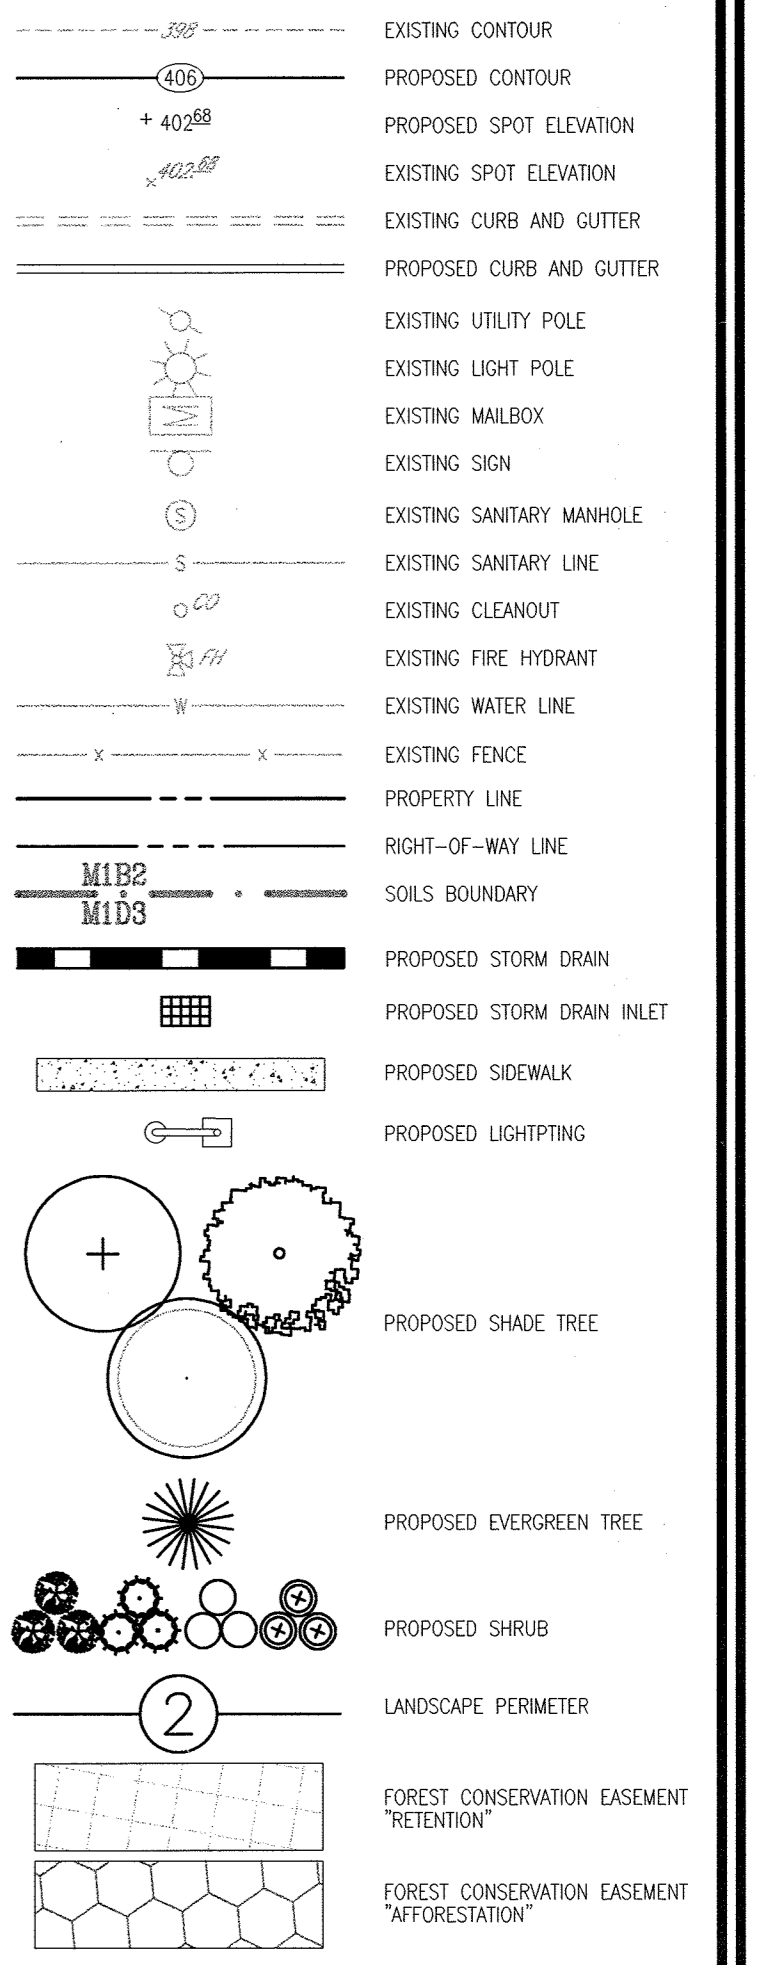 398 EXISTING CONTOUR
406 PROPOSED CONTOUR
+ 402 68 PROPOSED SPOT ELEVATION
x 402.68 EXISTING SPOT ELEVATION
EXISTING CURB AND GUTTER
PROPOSED CURB AND GUTTER
EXISTING UTILITY POLE
EXISTING LIGHT POLE
M EXISTING MAILBOX
EXISTING SIGN
S EXISTING SANITARY MANHOLE
S EXISTING SANITARY LINE
CO EXISTING CLEANOUT
FH EXISTING FIRE HYDRANT
W EXISTING WATER LINE
x x EXISTING FENCE
PROPERTY LINE
RIGHT-OF-WAY LINE
M1B2
SOILS BOUNDARY
M1D3
PROPOSED STORM DRAIN
PROPOSED STORM DRAIN INLET
PROPOSED SIDEWALK
PROPOSED LIGHTPTING
PROPOSED SHADE TREE
PROPOSED EVERGREEN TREE
PROPOSED SHRUB
2 LANDSCAPE PERIMETER
FOREST CONSERVATION EASEMENT
"RETENTION"
FOREST CONSERVATION EASEMENT
"AFFORESTATION"